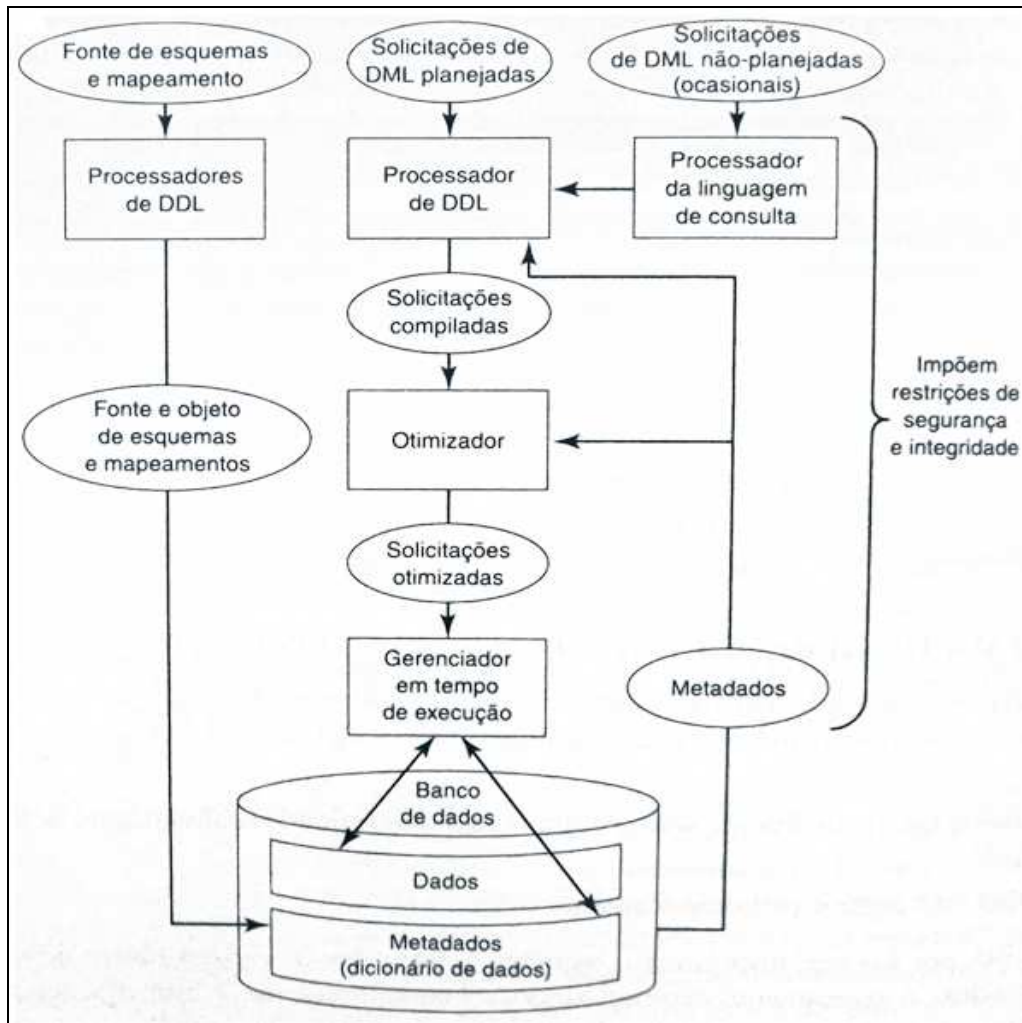 Fonte de esquemas
e mapeamento
Solicitações de
DML planejadas
Solicitações
de DML não-planejadas
(ocasionais)
Processadores
de DDL
Processador
de DDL
Processador
da linguagem
de consulta
Solicitações
compiladas
Impõem
restrições de
segurança
e integridade
Fonte e objeto
de esquemas
e mapeamentos
Otimizador
Solicitações
otimizadas
Gerenciador
em tempo
de execução
Metadados
Banco
de dados
Dados
Metadados
(dicionário de dados)